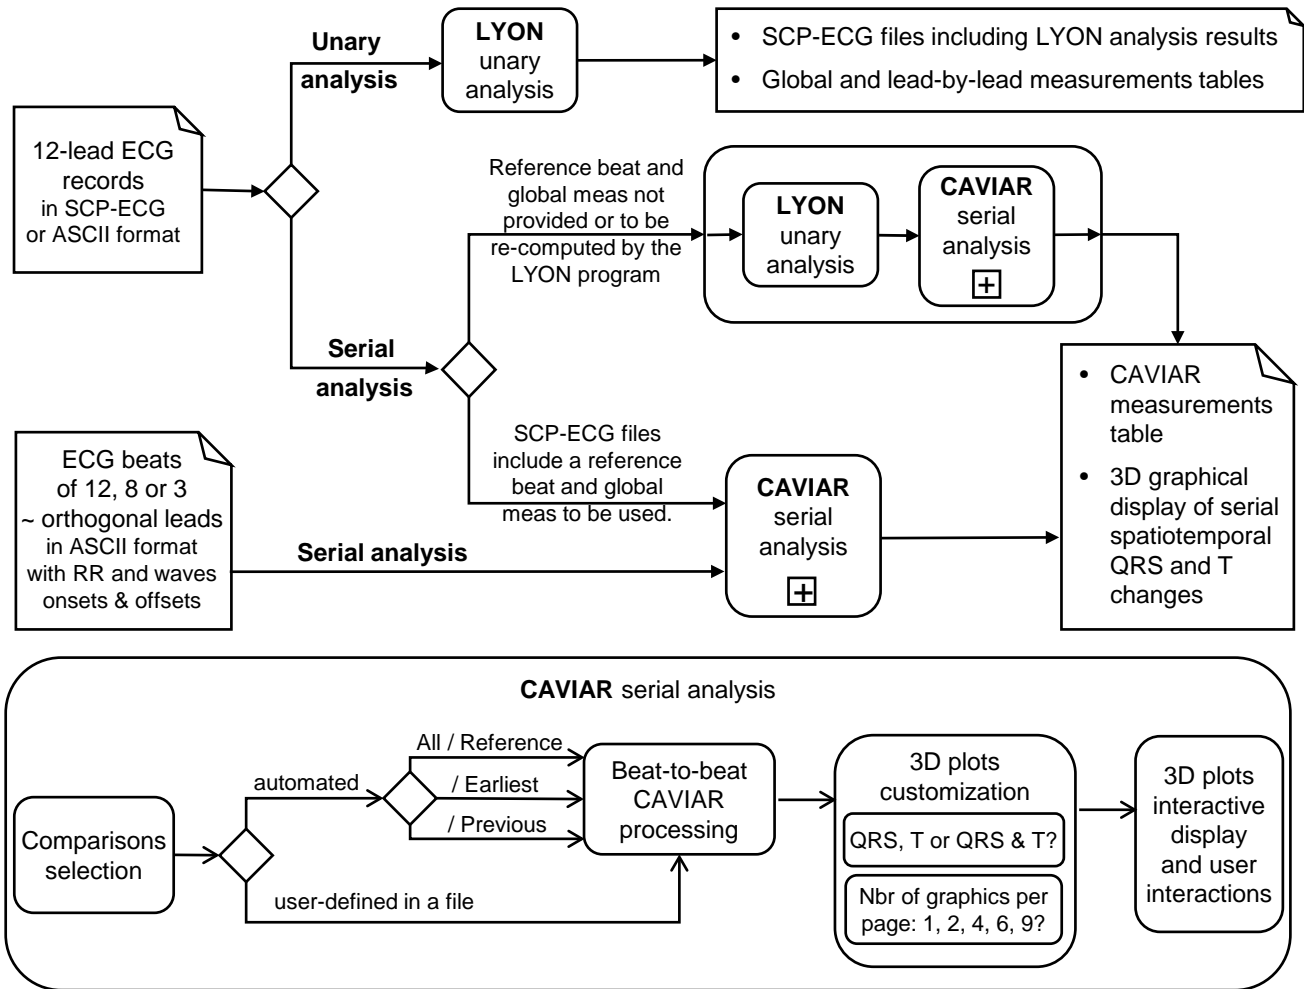 Unary
analysis
LYON
unary
analysis
• SCP-ECG files including LYON analysis results
• Global and lead-by-lead measurements tables
12-lead ECG
records
in SCP-ECG
or ASCII format
Reference beat and
global meas not
provided or to be
re-computed by the
LYON program
LYON
unary
analysis
CAVIAR
serial
analysis
+
Serial
analysis
• CAVIAR
measurements
table
• 3D graphical
display of serial
spatiotemporal
QRS and T
changes
SCP-ECG files
include a reference
beat and global
meas to be used.
ECG beats
of 12, 8 or 3
~ orthogonal leads
in ASCII format
with RR and waves
onsets & offsets
Serial analysis
CAVIAR
serial
analysis
+
CAVIAR serial analysis
Comparisons
selection
automated
All / Reference
/ Earliest
/ Previous
user-defined in a file
Beat-to-beat
CAVIAR
processing
3D plots
customization
QRS, T or QRS & T?
Nbr of graphics per
page: 1, 2, 4, 6, 9?
3D plots
interactive
display
and user
interactions